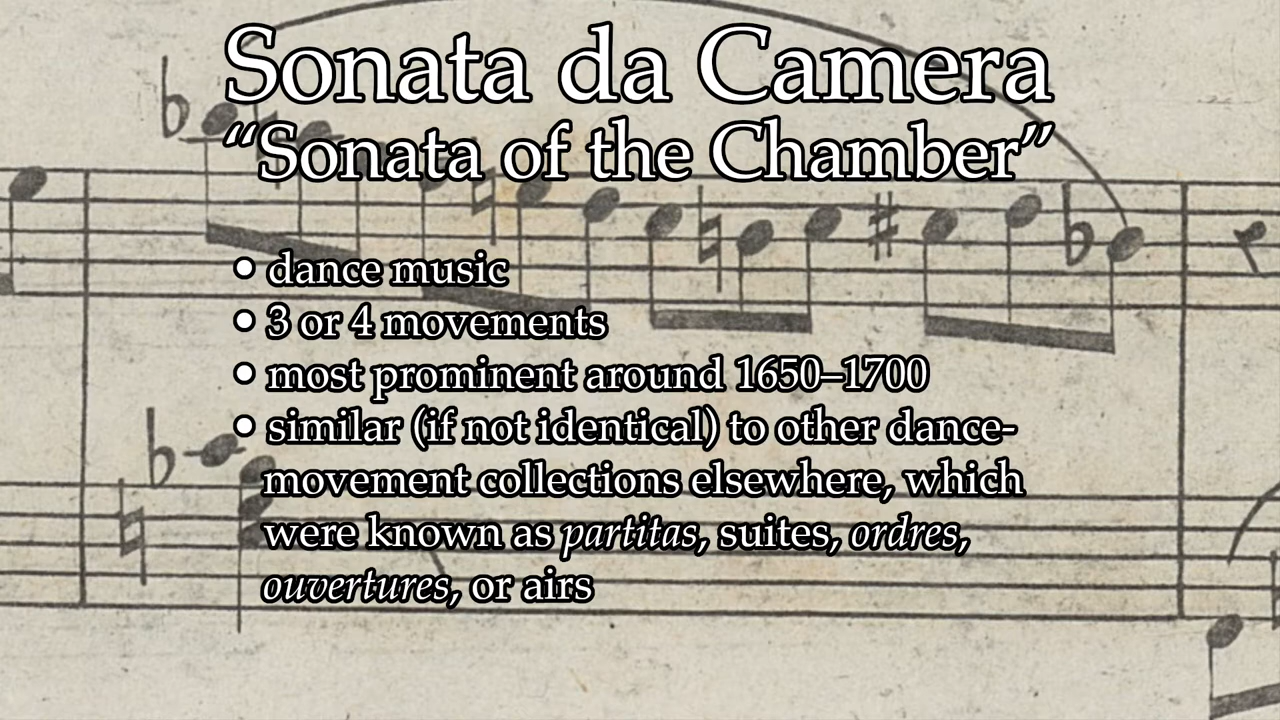 Sonata da Camera
“Sonata of the Chamber”
• dance music
• 3 or 4 movements
• most prominent around 1650–1700
• similar (if not identical) to other dance-
movement collections elsewhere, which
were known as partitas, suites, ordres,
ouvertures, or airs